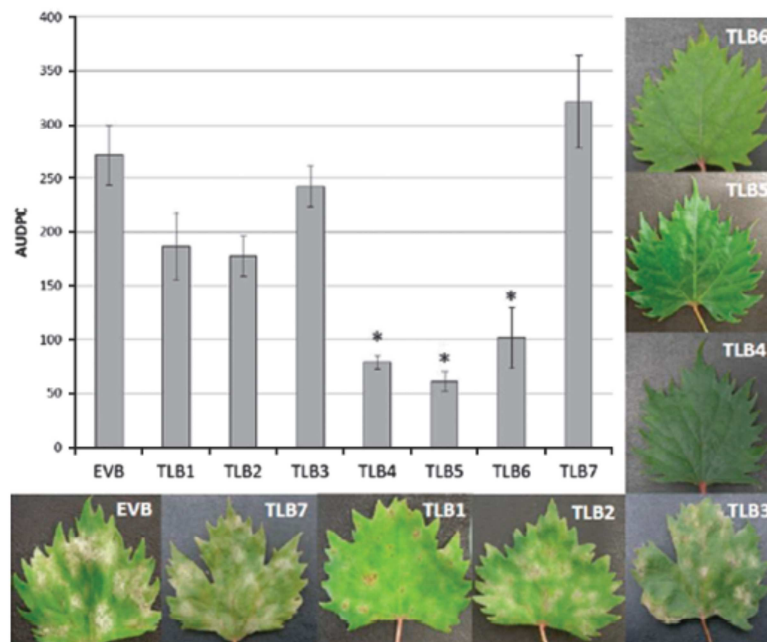 400
350
300
250
200
150
100
50
0
AUDPC
*
*
*
EVB TLB1 TLB2 TLB3 TLB4 TLB5 TLB6 TLB7
TLB6
TLB5
TLB4
EVB TLB7 TLB1 TLB2 TLB3